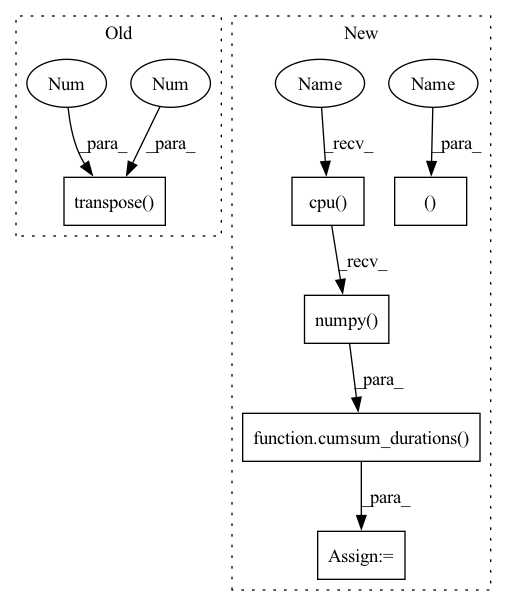 Old
New
Num
Num
Name
Name
_para_
_para_
_recv_
_para_
transpose()
cpu()
()
_recv_
numpy()
_para_
function.cumsum_durations()
_para_
Assign:=